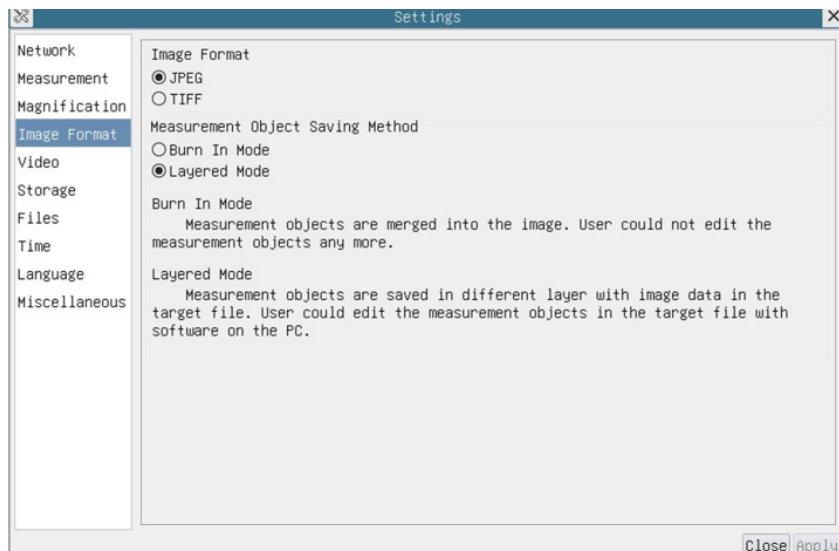 Settings
Network
Measurement
Magnification
Image Format
Video
Storage
Files
Time
Language
Miscellaneous
Image Format
JPEG
TIFF
Measurement Object Saving Method
Burn In Mode
Layered Mode
Burn In Mode
Measurement objects are merged into the image. User could not edit the
measurement objects any more.
Layered Mode
Measurement objects are saved in different layer with image data in the
target file. User could edit the measurement objects in the target file with
software on the PC.
Close Apply